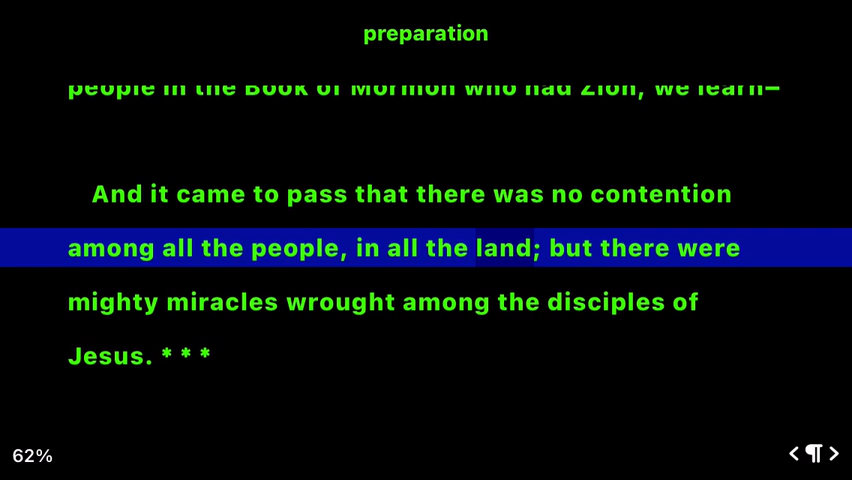 preparation
people in the Book of Mormon who had Zion, we learn—
And it came to pass that there was no contention
among all the people, in all the land; but there were
mighty miracles wrought among the disciples of
Jesus. * * *
62%
< ¶ >